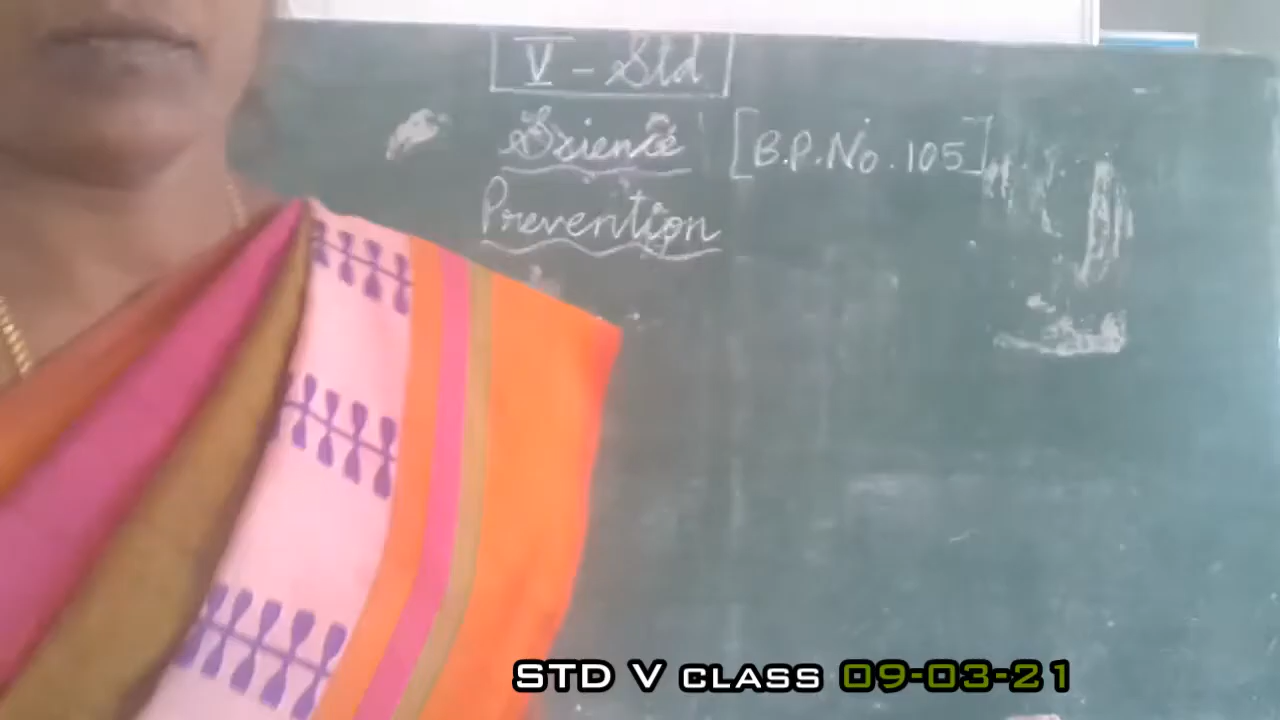 V - Std
Science [B.P.No. 105]
Prevention
STD V CLASS 09-03-21